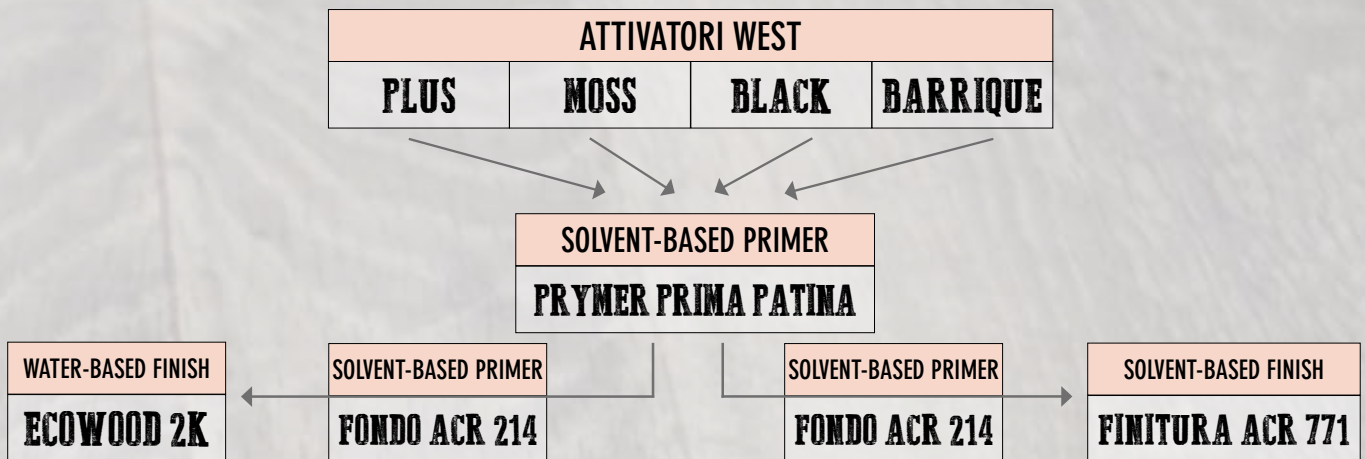 ATTIVATORI WEST
PLUS MOSS BLACK BARRIQUE
SOLVENT-BASED PRIMER
PRYMER PRIMA PATINA
WATER-BASED FINISH SOLVENT-BASED PRIMER SOLVENT-BASED PRIMER SOLVENT-BASED FINISH
ECOWOOD 2K FONDO ACR 214 FONDO ACR 214 FINITURA ACR 771